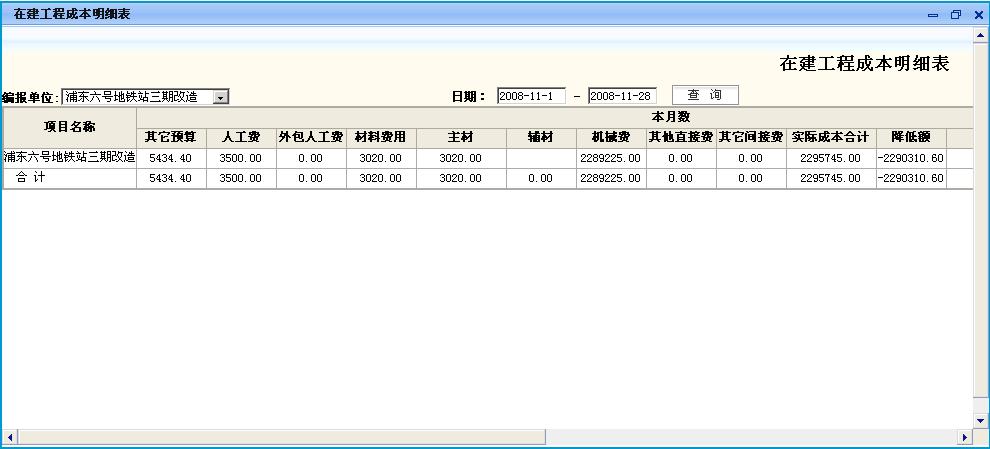 在建工程成本明细表
在建工程成本明细表
编报单位: 浦东六号地铁站三期改造 日期： 2008-11-1 - 2008-11-28 查 询
项目名称 本月数
其它预算 人工费 外包人工费 材料费用 主材 辅材 机械费 其他直接费 其它间接费 实际成本合计 降低额
浦东六号地铁站三期改造 5434.40 3500.00 0.00 3020.00 3020.00 2289225.00 0.00 0.00 2295745.00 -2290310.60
合 计 5434.40 3500.00 0.00 3020.00 3020.00 0.00 2289225.00 0.00 0.00 2295745.00 -2290310.60